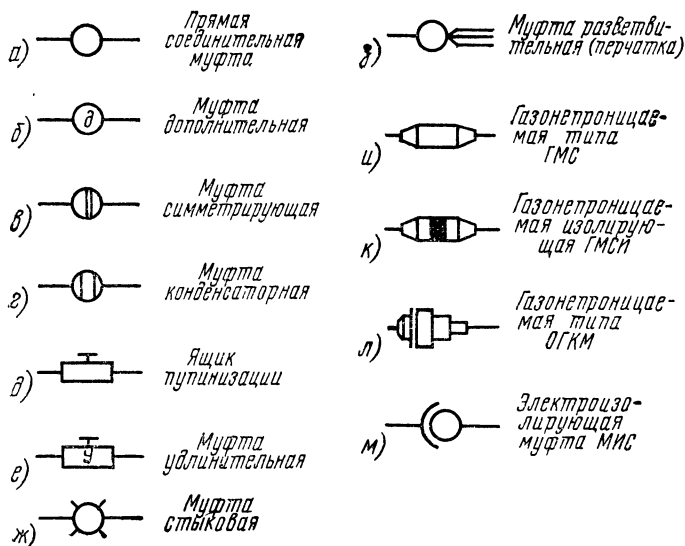 а)
Прямая
соединительная
муфта
б)
д
Муфта
дополнительная
в)
Муфта
симметрирующая
г)
Муфта
конденсаторная
д)
Ящик
пупинизации
е)
У
Муфта
удлинительная
ж)
Муфта
стыковая
з)
Муфта разветви-
тельная (перчатка)
и)
Газонепроницае-
мая типа
ГМС
к)
Газонепроницае-
мая изолирую-
щая ГМСИ
л)
Газонепроницае-
мая типа
ОГКМ
м)
Электроизо-
лирующая
муфта МИС